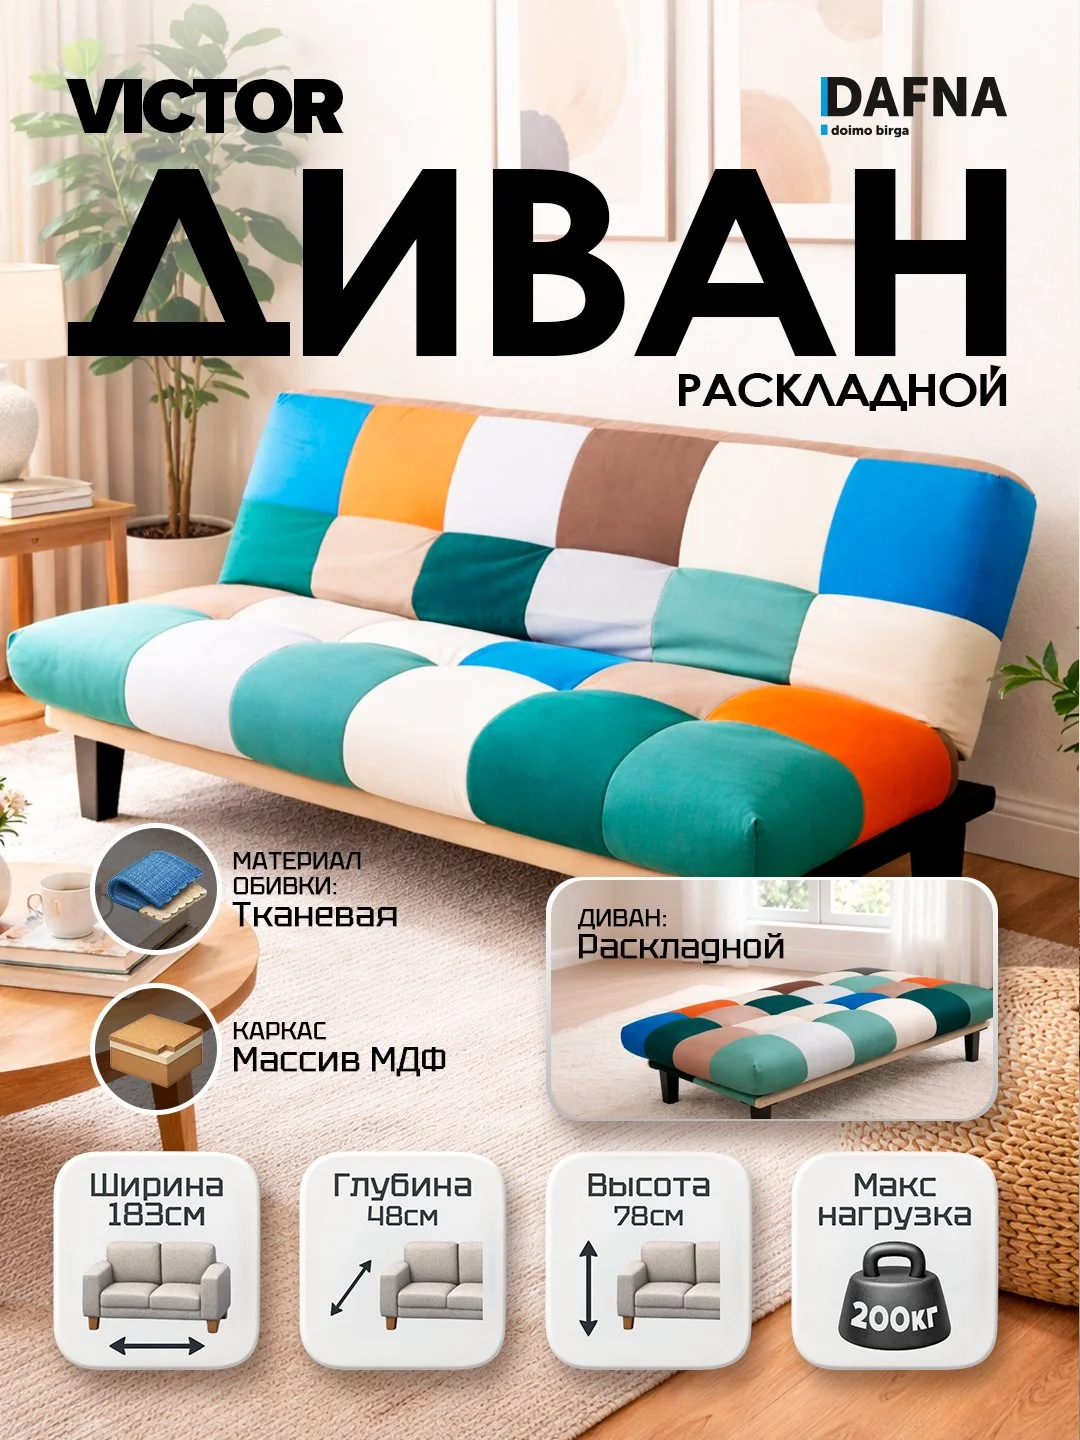 VICTOR
DAFNA
doimo birga
ДИВАН
РАСКЛАДНОЙ
МАТЕРИАЛ
ОБИВКИ:
Тканевая
КАРКАС
Массив МДФ
ДИВАН:
Раскладной
Ширина
183см
Глубина
48см
Высота
78см
Макс
нагрузка
200кг